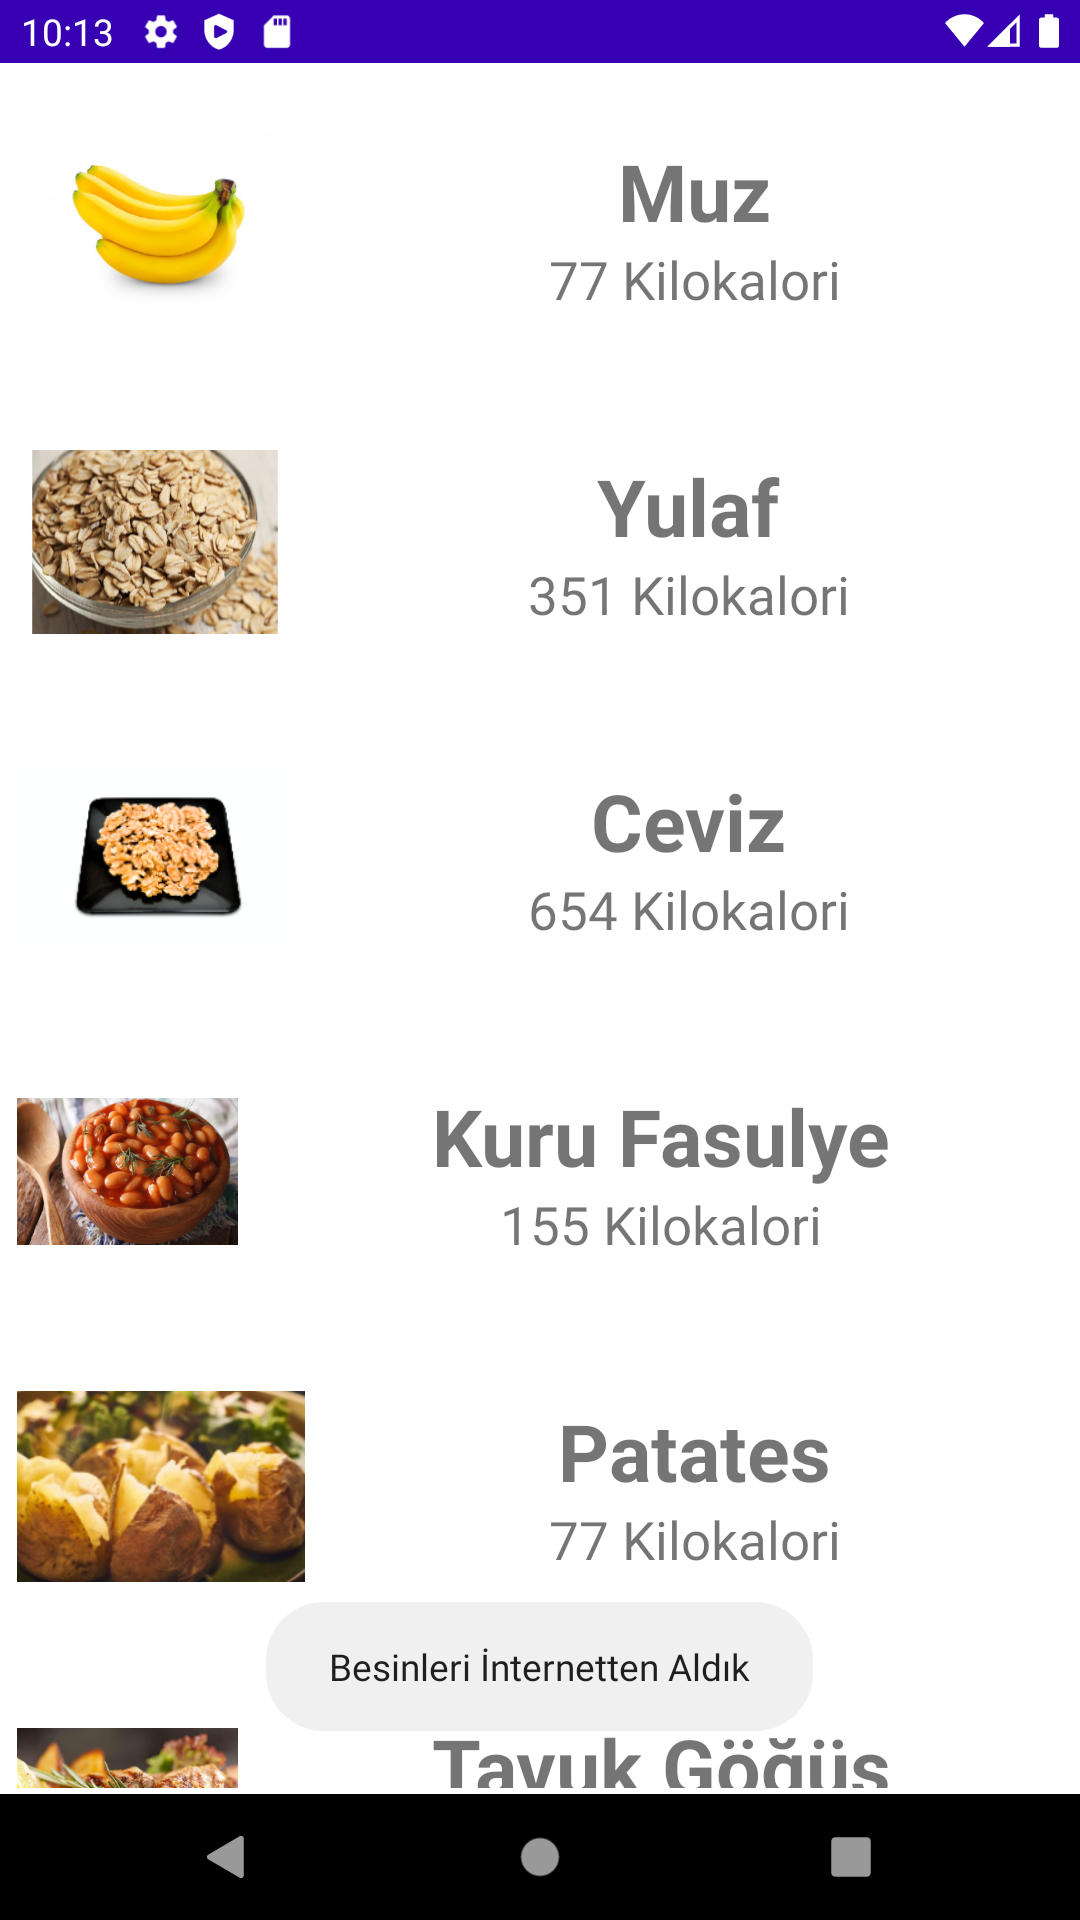 10:13
Muz
77 Kilokalori
Yulaf
351 Kilokalori
Ceviz
654 Kilokalori
Kuru Fasulye
155 Kilokalori
Patates
77 Kilokalori
Besinleri İnternetten Aldık
Tavuk Göğüs